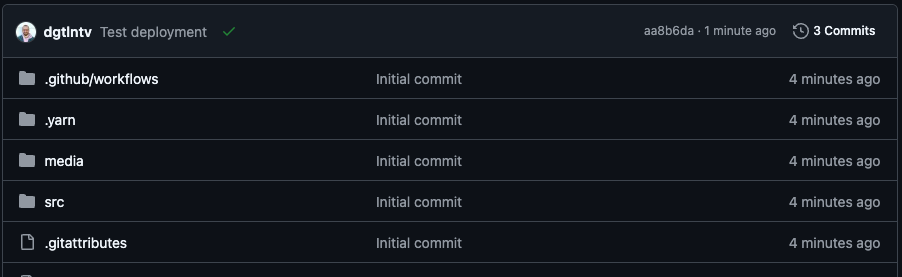 dgtlntv Test deployment aa8b6da · 1 minute ago 3 Commits
.github/workflows Initial commit 4 minutes ago
.yarn Initial commit 4 minutes ago
media Initial commit 4 minutes ago
src Initial commit 4 minutes ago
.gitattributes Initial commit 4 minutes ago